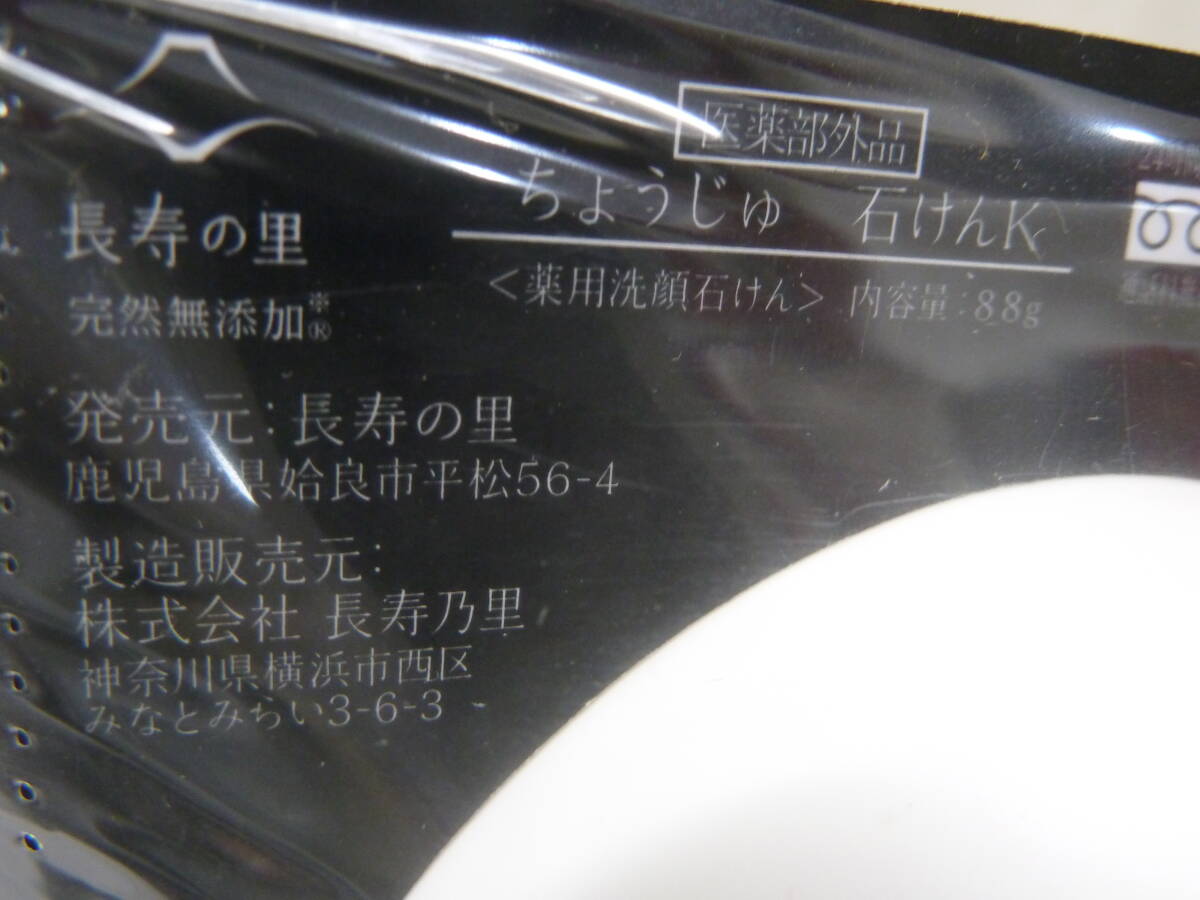 長寿の里
完然無添加※®
医薬部外品
ちょうじゅ 石けんK
<薬用洗顔石けん> 内容量:88g
発売元:長寿の里
鹿児島県姶良市平松56-4
製造販売元:
株式会社 長寿乃里
神奈川県横浜市西区
みなとみらい3-6-3